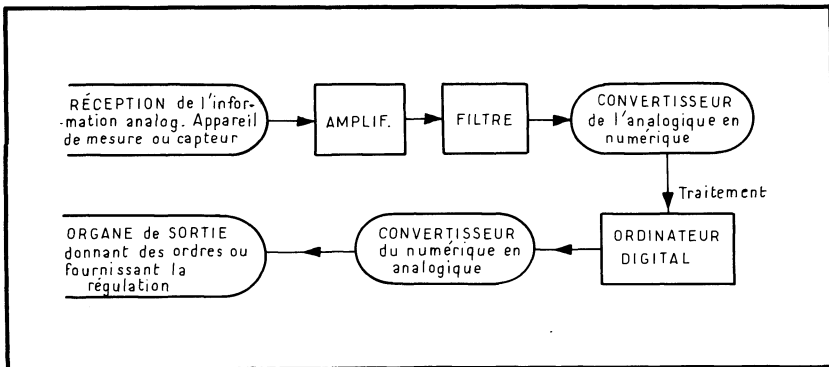 RÉCEPTION de l'infor-
-mation analog. Appareil
de mesure ou capteur
AMPLIF.
FILTRE
CONVERTISSEUR
de l'analogique en
numérique
Traitement
ORDINATEUR
DIGITAL
CONVERTISSEUR
du numérique en
analogique
ORGANE de SORTIE
donnant des ordres ou
fournissant la
régulation